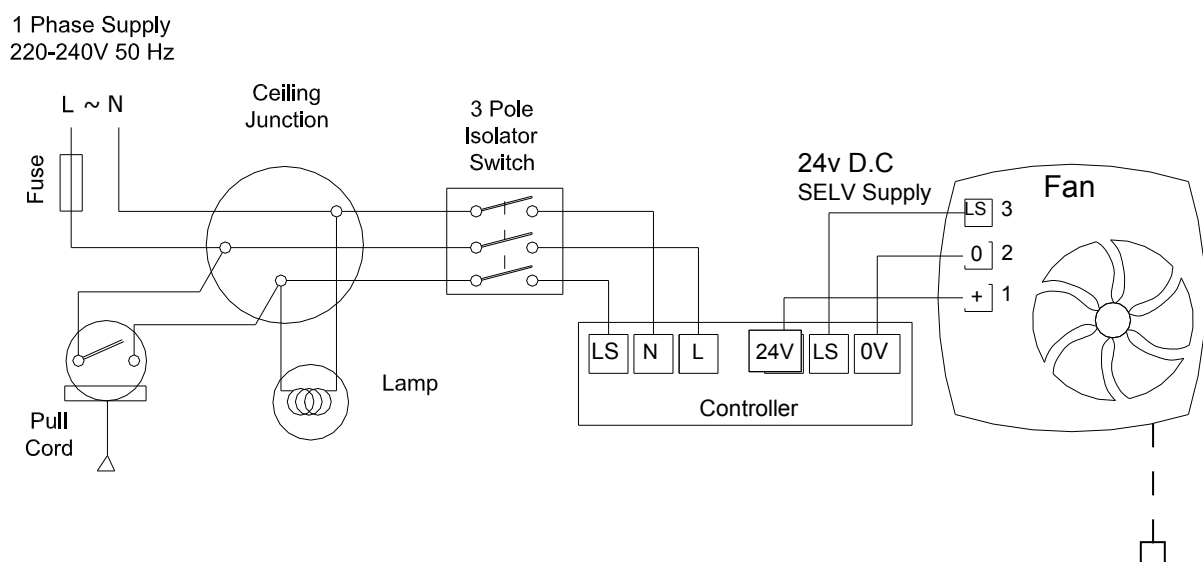 1 Phase Supply
220-240V 50 Hz
L ~ N
Fuse
Ceiling
Junction
3 Pole
Isolator
Switch
24v D.C
SELV Supply
Fan
LS 3
0 2
+ 1
LS N L 24V LS 0V
Controller
Lamp
Pull
Cord